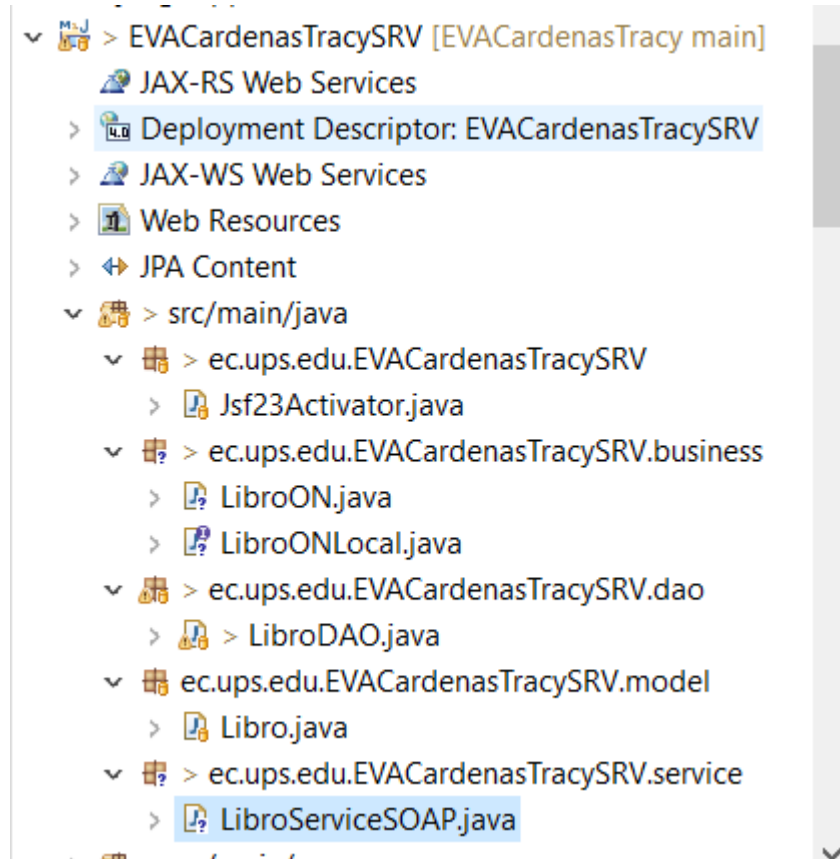 > EVACardenasTracySRV [EVACardenasTracy main]
JAX-RS Web Services
Deployment Descriptor: EVACardenasTracySRV
JAX-WS Web Services
Web Resources
JPA Content
> src/main/java
> ec.ups.edu.EVACardenasTracySRV
Jsf23Activator.java
> ec.ups.edu.EVACardenasTracySRV.business
LibroON.java
LibroONLocal.java
> ec.ups.edu.EVACardenasTracySRV.dao
> LibroDAO.java
ec.ups.edu.EVACardenasTracySRV.model
Libro.java
> ec.ups.edu.EVACardenasTracySRV.service
LibroServiceSOAP.java